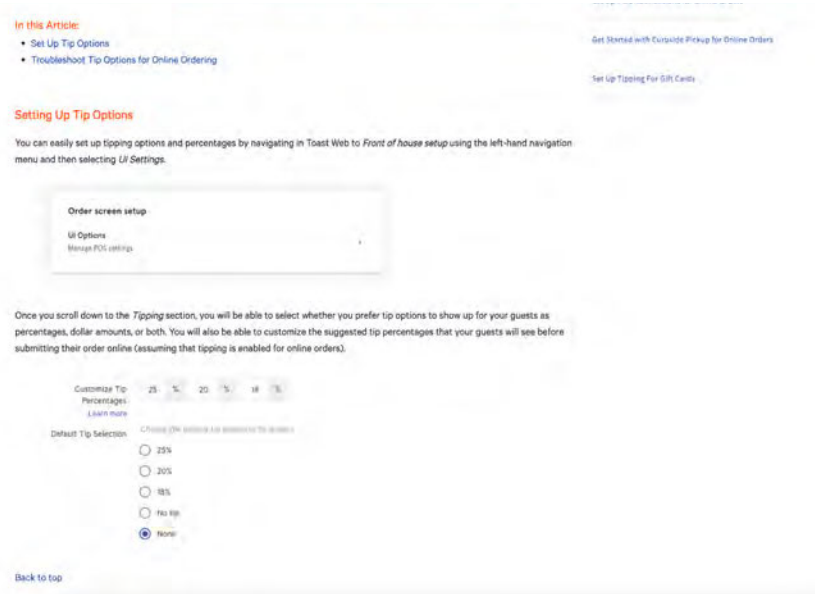 In this Article:
• Set Up Tip Options
• Troubleshoot Tip Options for Online Ordering
Get Started with Curbside Pickup for Online Orders
Set Up Tipping For Gift Cards
Setting Up Tip Options
You can easily set up tipping options and percentages by navigating in Toast Web to Front of house setup using the left-hand navigation
menu and then selecting UI Settings.
Order screen setup
UI Options
Manage POS settings
Once you scroll down to the Tipping section, you will be able to select whether you prefer tip options to show up for your guests as
percentages, dollar amounts, or both. You will also be able to customize the suggested tip percentages that your guests will see before
submitting their order online (assuming that tipping is enabled for online orders).
Customize Tip 25 % 20 % 18 %
Percentages
Learn more
Default Tip Selection Choose the
25%
20%
18%
No tip
None
Back to top